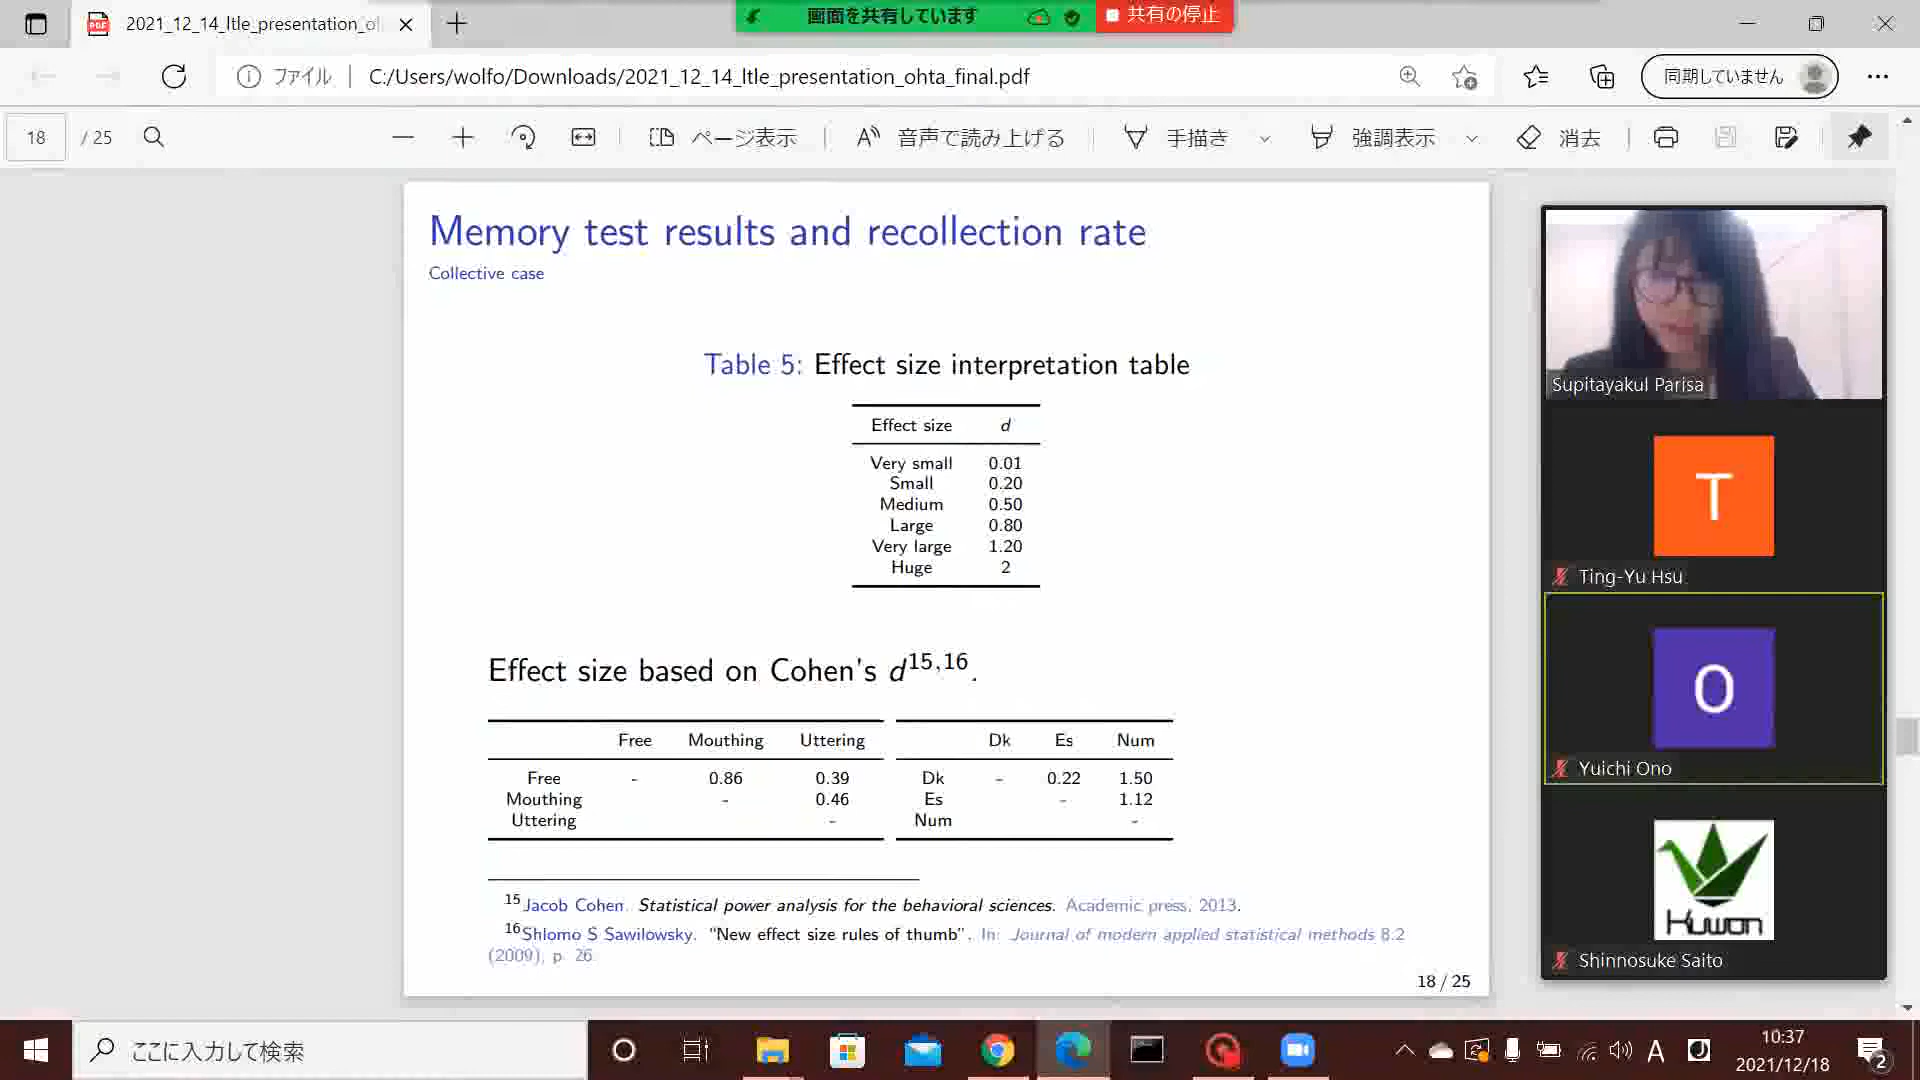 2021_12_14_ltle_presentation_o
画面を共有しています
共有の停止
ファイル
C:/Users/wolfo/Downloads/2021_12_14_ltle_presentation_ohta_final.pdf
同期していません
18 / 25
ページ表示
音声で読み上げる
手描き
強調表示
消去
Memory test results and recollection rate
Collective case
Table 5: Effect size interpretation table
Effect size d
Very small 0.01
Small 0.20
Medium 0.50
Large 0.80
Very large 1.20
Huge 2
Effect size based on Cohen's d15,16.
Free Mouthing Uttering
Free - 0.86 0.39
Mouthing - 0.46
Uttering -
Dk Es Num
Dk - 0.22 1.50
Es - 1.12
Num -
15Jacob Cohen. Statistical power analysis for the behavioral sciences. Academic press, 2013.
16Shlomo S Sawilowsky. “New effect size rules of thumb”. In: Journal of modern applied statistical methods 8.2
(2009), p. 26.
18 / 25
Supitayakul Parisa
T
Ting-Yu Hsu
O
Yuichi Ono
Kuwon
Shinnosuke Saito
ここに入力して検索
A
10:37
2021/12/18
2